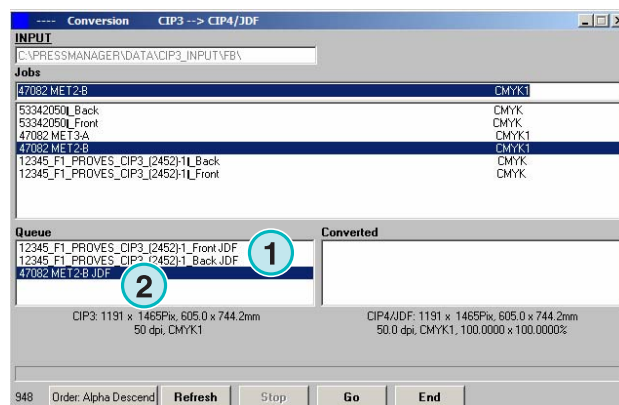 ---- Conversion CIP3 --> CIP4/JDF
INPUT
C:\PRESSMANAGER\DATA\CIP3_INPUT\FB\
Jobs
47082 MET2-B CMYK1
53342050I_Back CMYK
53342050I_Front CMYK
47082 MET3-A CMYK1
47082 MET2-B CMYK1
12345_F1_PROVES_CIP3_(2452)-1I_Back CMYK
12345_F1_PROVES_CIP3_(2452)-1I_Front CMYK
Queue Converted
12345_F1_PROVES_CIP3_(2452)-1_Front JDF
12345_F1_PROVES_CIP3_(2452)-1_Back JDF
1
47082 MET2-B JDF
2
CIP3: 1191 x 1465Pix, 605.0 x 744.2mm CIP4/JDF: 1191 x 1465Pix, 605.0 x 744.2mm
50 dpi, CMYK1 50.0 dpi, CMYK1, 100.0000 x 100.0000%
948 Order: Alpha Descend Refresh Stop Go End